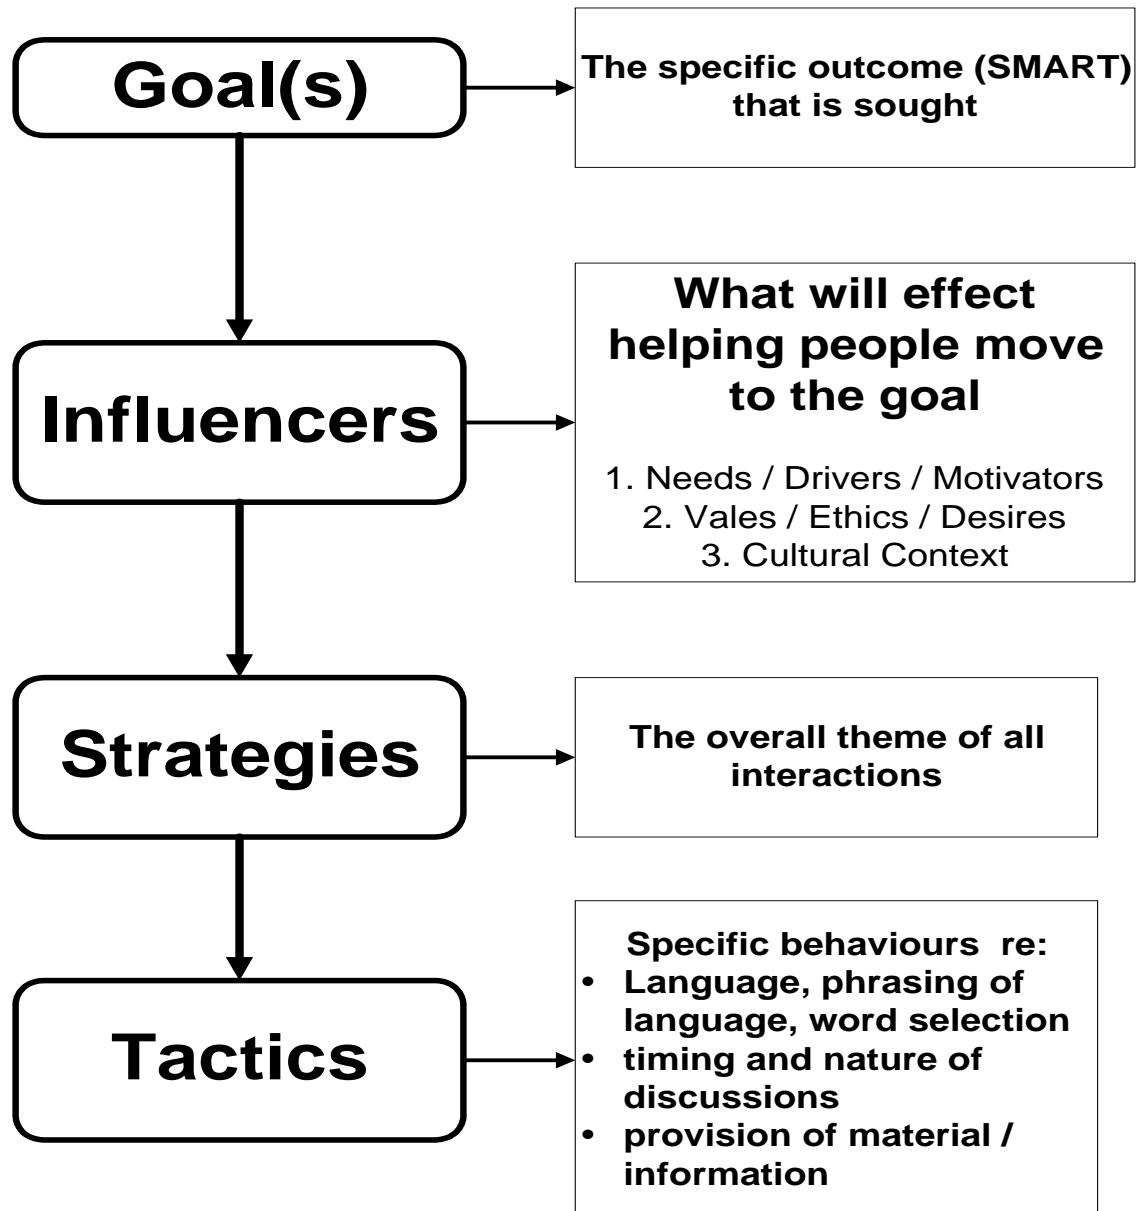 Goal(s)
The specific outcome (SMART)
that is sought
Influencers
What will effect
helping people move
to the goal
1. Needs / Drivers / Motivators
2. Vales / Ethics / Desires
3. Cultural Context
Strategies
The overall theme of all
interactions
Tactics
Specific behaviours  re:
• Language, phrasing of
language, word selection
• timing and nature of
discussions
• provision of material /
information